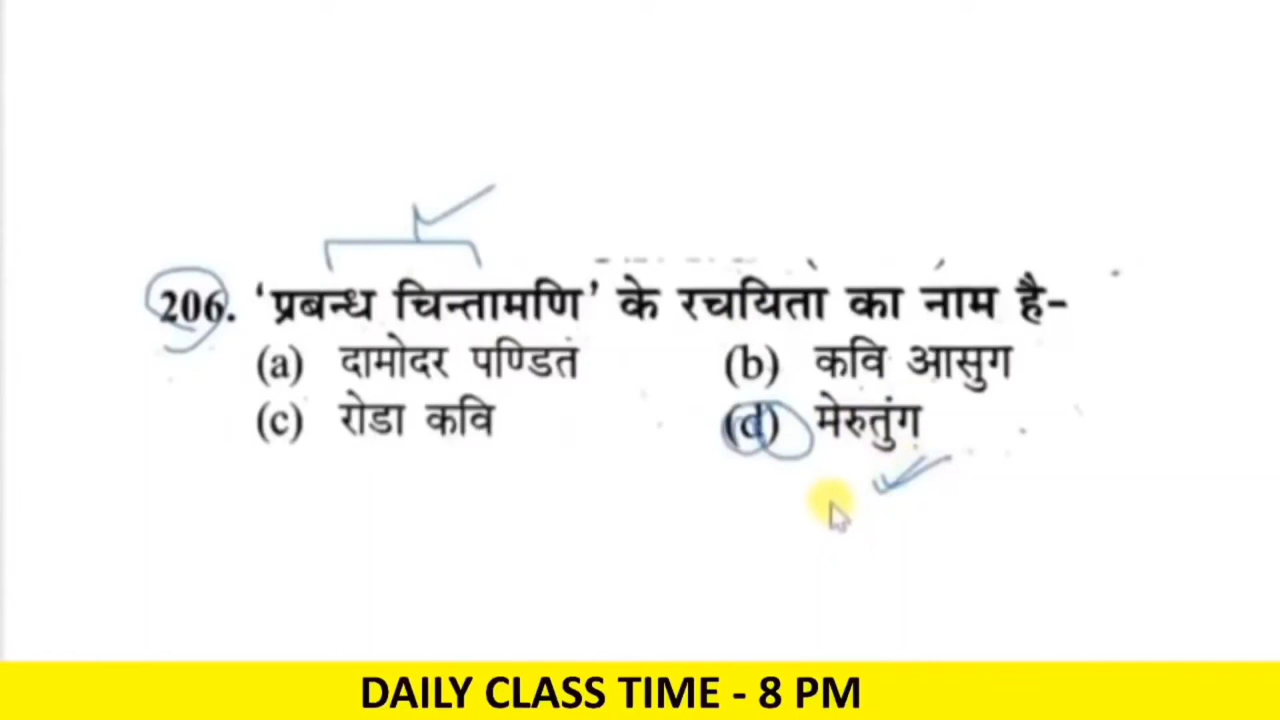 206. 'प्रबन्ध चिन्तामणि' के रचयिता का नाम है-
(a) दामोदर पण्डित (b) कवि आसुग
(c) रोडा कवि (d) मेरुतुंग
DAILY CLASS TIME - 8 PM